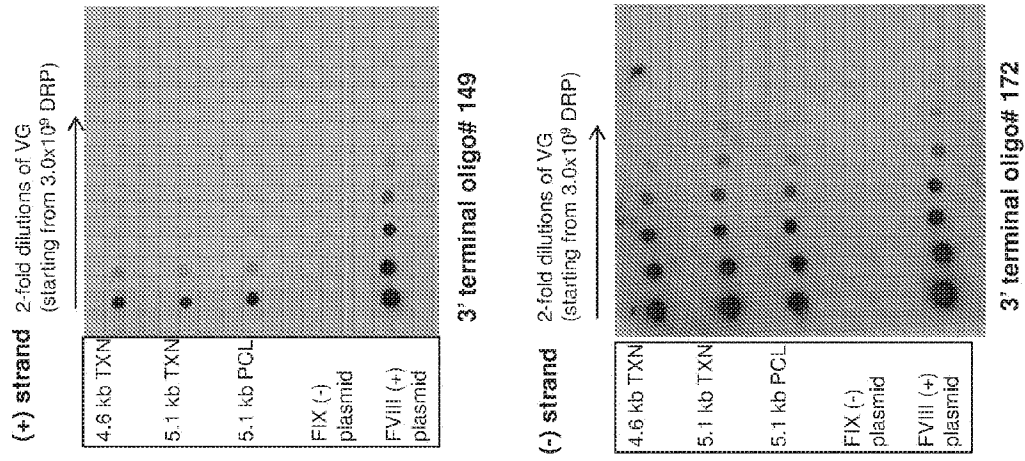 (+) strand
2-fold dilutions of VG
(starting from 3.0x10⁹ DRP)
4.6 kb TXN
5.1 kb TXN
5.1 kb PCL
FIX (-)
plasmid
FVIII (+)
plasmid
3' terminal oligo# 149
(-) strand
2-fold dilutions of VG
(starting from 3.0x10⁹ DRP)
4.6 kb TXN
5.1 kb TXN
5.1 kb PCL
FIX (-)
plasmid
FVIII (+)
plasmid
3' terminal oligo# 172